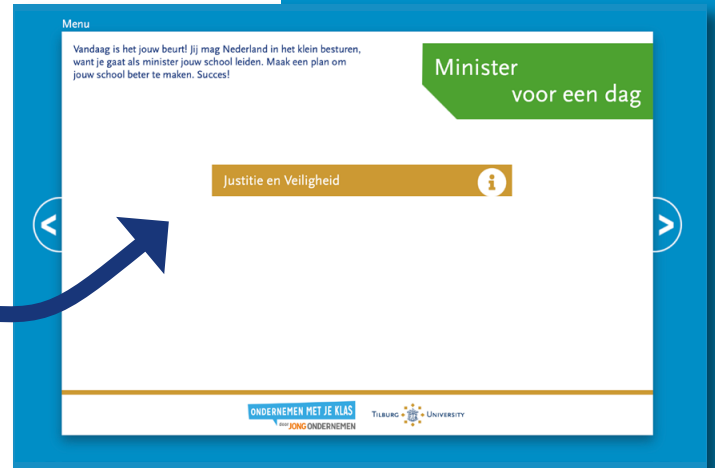 Menu
Vandaag is het jouw beurt! Jij mag Nederland in het klein besturen,
want je gaat als minister jouw school leiden. Maak een plan om
jouw school beter te maken. Succes!
Minister
voor een dag
Justitie en Veiligheid
i
<
>
ONDERNEMEN MET JE KLAS
door JONG ONDERNEMEN
TILBURG UNIVERSITY